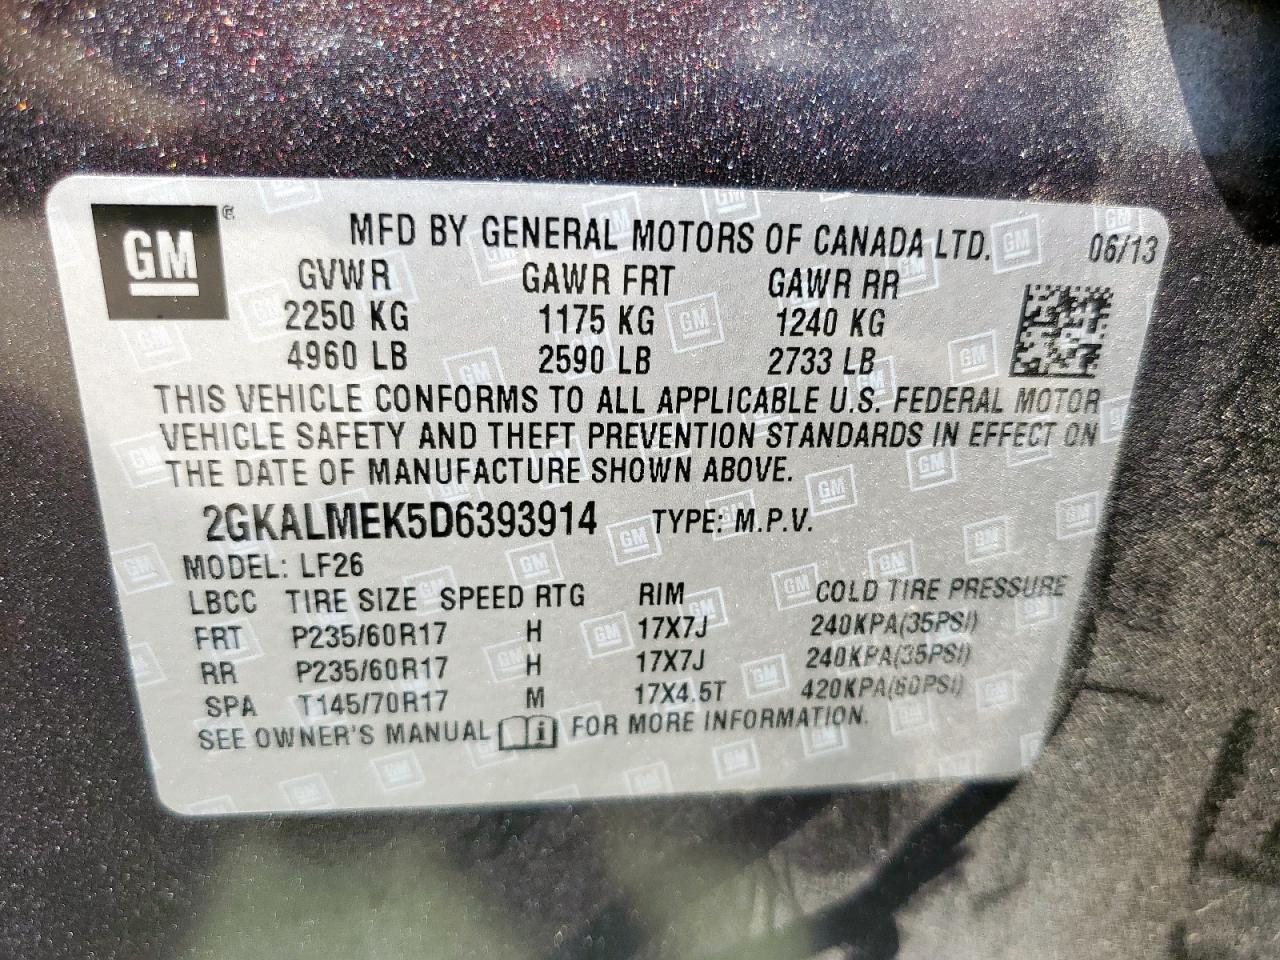 GM®
MFD BY GENERAL MOTORS OF CANADA LTD. 06/13
GVWR GAWR FRT GAWR RR
2250 KG 1175 KG 1240 KG
4960 LB 2590 LB 2733 LB
THIS VEHICLE CONFORMS TO ALL APPLICABLE U.S. FEDERAL MOTOR
VEHICLE SAFETY AND THEFT PREVENTION STANDARDS IN EFFECT ON
THE DATE OF MANUFACTURE SHOWN ABOVE.
2GKALMEK5D6393914 TYPE: M.P.V.
MODEL: LF26
LBCC TIRE SIZE SPEED RTG RIM COLD TIRE PRESSURE
FRT P235/60R17 H 17X7J 240KPA(35PSI)
RR P235/60R17 H 17X7J 240KPA(35PSI)
SPA T145/70R17 M 17X4.5T 420KPA(60PSI)
SEE OWNER'S MANUAL i FOR MORE INFORMATION.